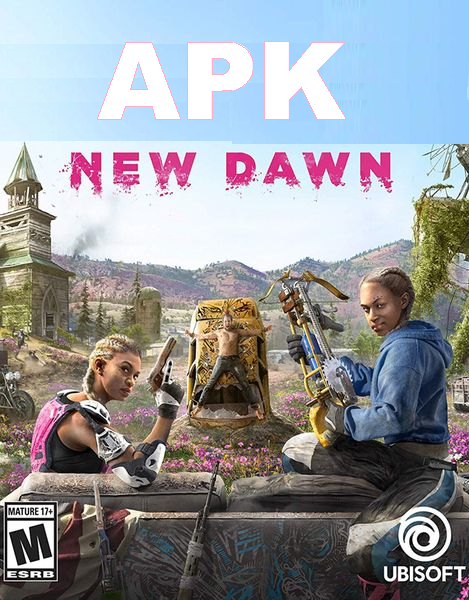 APK
NEW DAWN
MATURE 17+
M
ESRB
UBISOFT